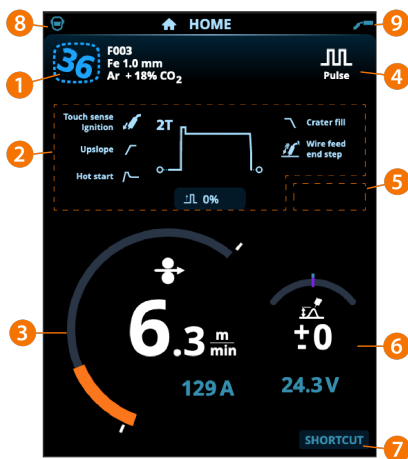 8
HOME
9
36
F003
Fe 1.0 mm
Ar + 18% CO2
Pulse
1
4
Touch sense
Ignition
2T
Crater fill
2
Upslope
Wire feed
end step
Hot start
5
0%
3
6.3 m/min
±0
6
129 A
24.3 V
SHORTCUT
7